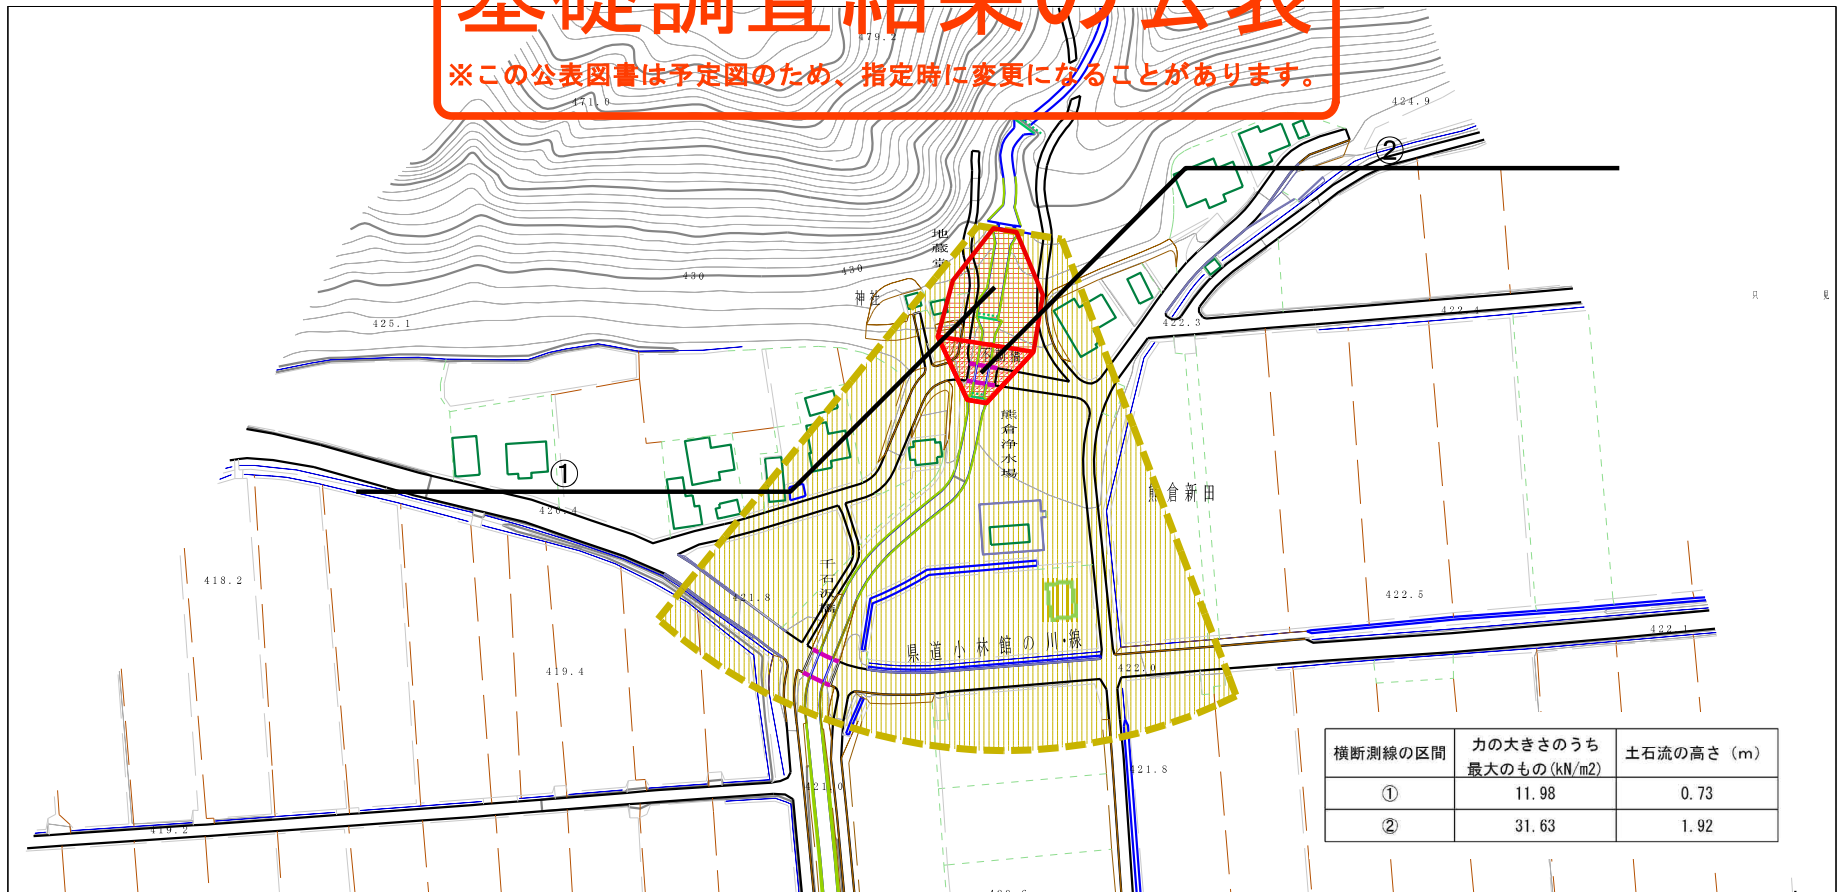 基礎調査結果の公表
※この公表図書は予定図のため、指定時に変更になることがあります。
479.2
471.0
424.9
②
地蔵堂
430
430
神社
425.1
422.3
422.4
只
見
不動橋
熊倉浄水場
①
420.4
熊倉新田
千石沢橋
418.2
421.8
422.5
県道小林館の川線
422.1
419.4
422.0
421.8
421.0
419.2
横断測線の区間 力の大きさのうち最大のもの(kN/m2) 土石流の高さ（m）
① 11.98 0.73
② 31.63 1.92